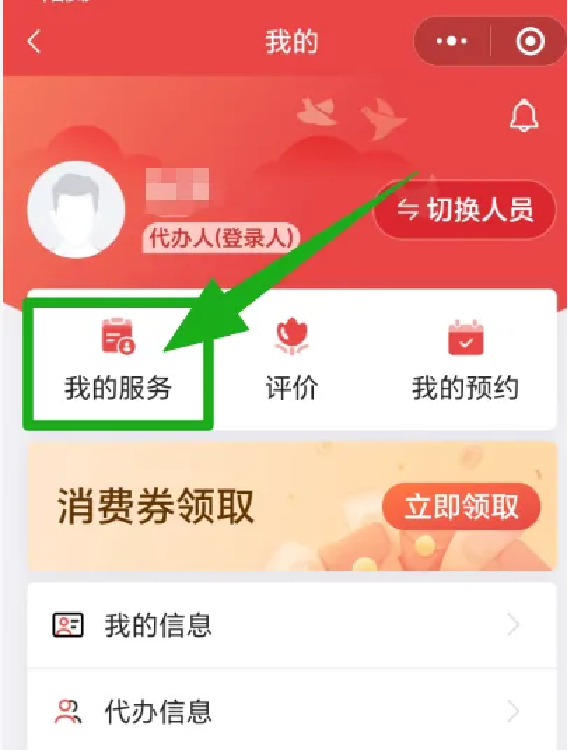 我的
切换人员
代办人(登录人)
我的服务
评价
我的预约
消费券领取
立即领取
我的信息
代办信息